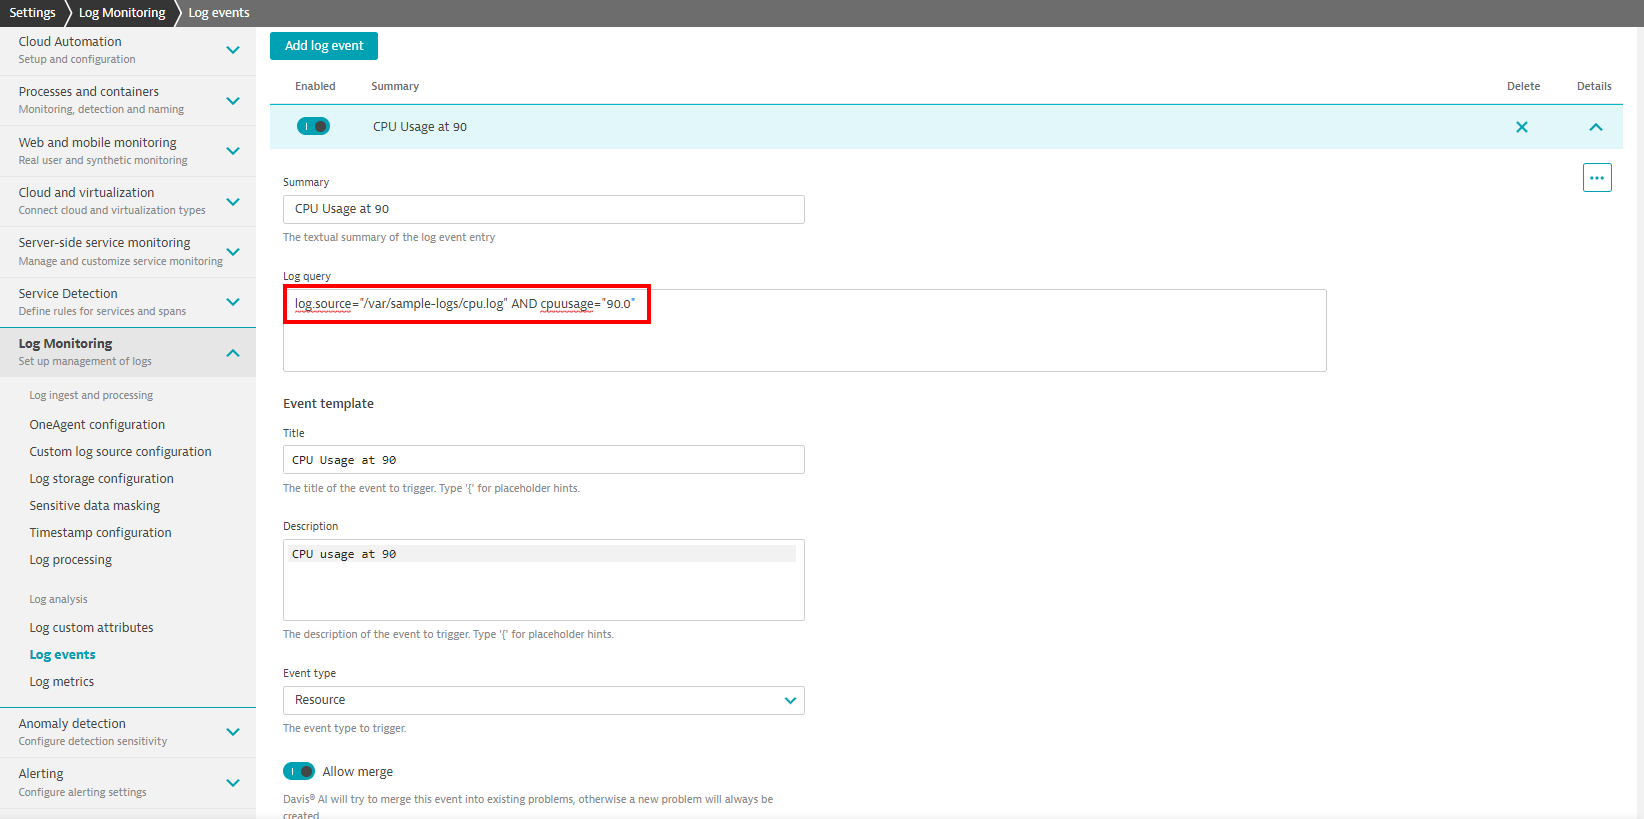 Settings Log Monitoring Log events
Cloud Automation
Setup and configuration
Processes and containers
Monitoring, detection and naming
Web and mobile monitoring
Real user and synthetic monitoring
Cloud and virtualization
Connect cloud and virtualization types
Server-side service monitoring
Manage and customize service monitoring
Service Detection
Define rules for services and spans
Log Monitoring
Set up management of logs
Log ingest and processing
OneAgent configuration
Custom log source configuration
Log storage configuration
Sensitive data masking
Timestamp configuration
Log processing
Log analysis
Log custom attributes
Log events
Log metrics
Anomaly detection
Configure detection sensitivity
Alerting
Configure alerting settings
Add log event
Enabled Summary Delete Details
CPU Usage at 90
Summary
CPU Usage at 90
The textual summary of the log event entry
Log query
log.source="/var/sample-logs/cpu.log" AND cpuusage="90.0"
Event template
Title
CPU Usage at 90
The title of the event to trigger. Type '{' for placeholder hints.
Description
CPU usage at 90
The description of the event to trigger. Type '{' for placeholder hints.
Event type
Resource
The event type to trigger.
Allow merge
Davis® AI will try to merge this event into existing problems, otherwise a new problem will always be
created